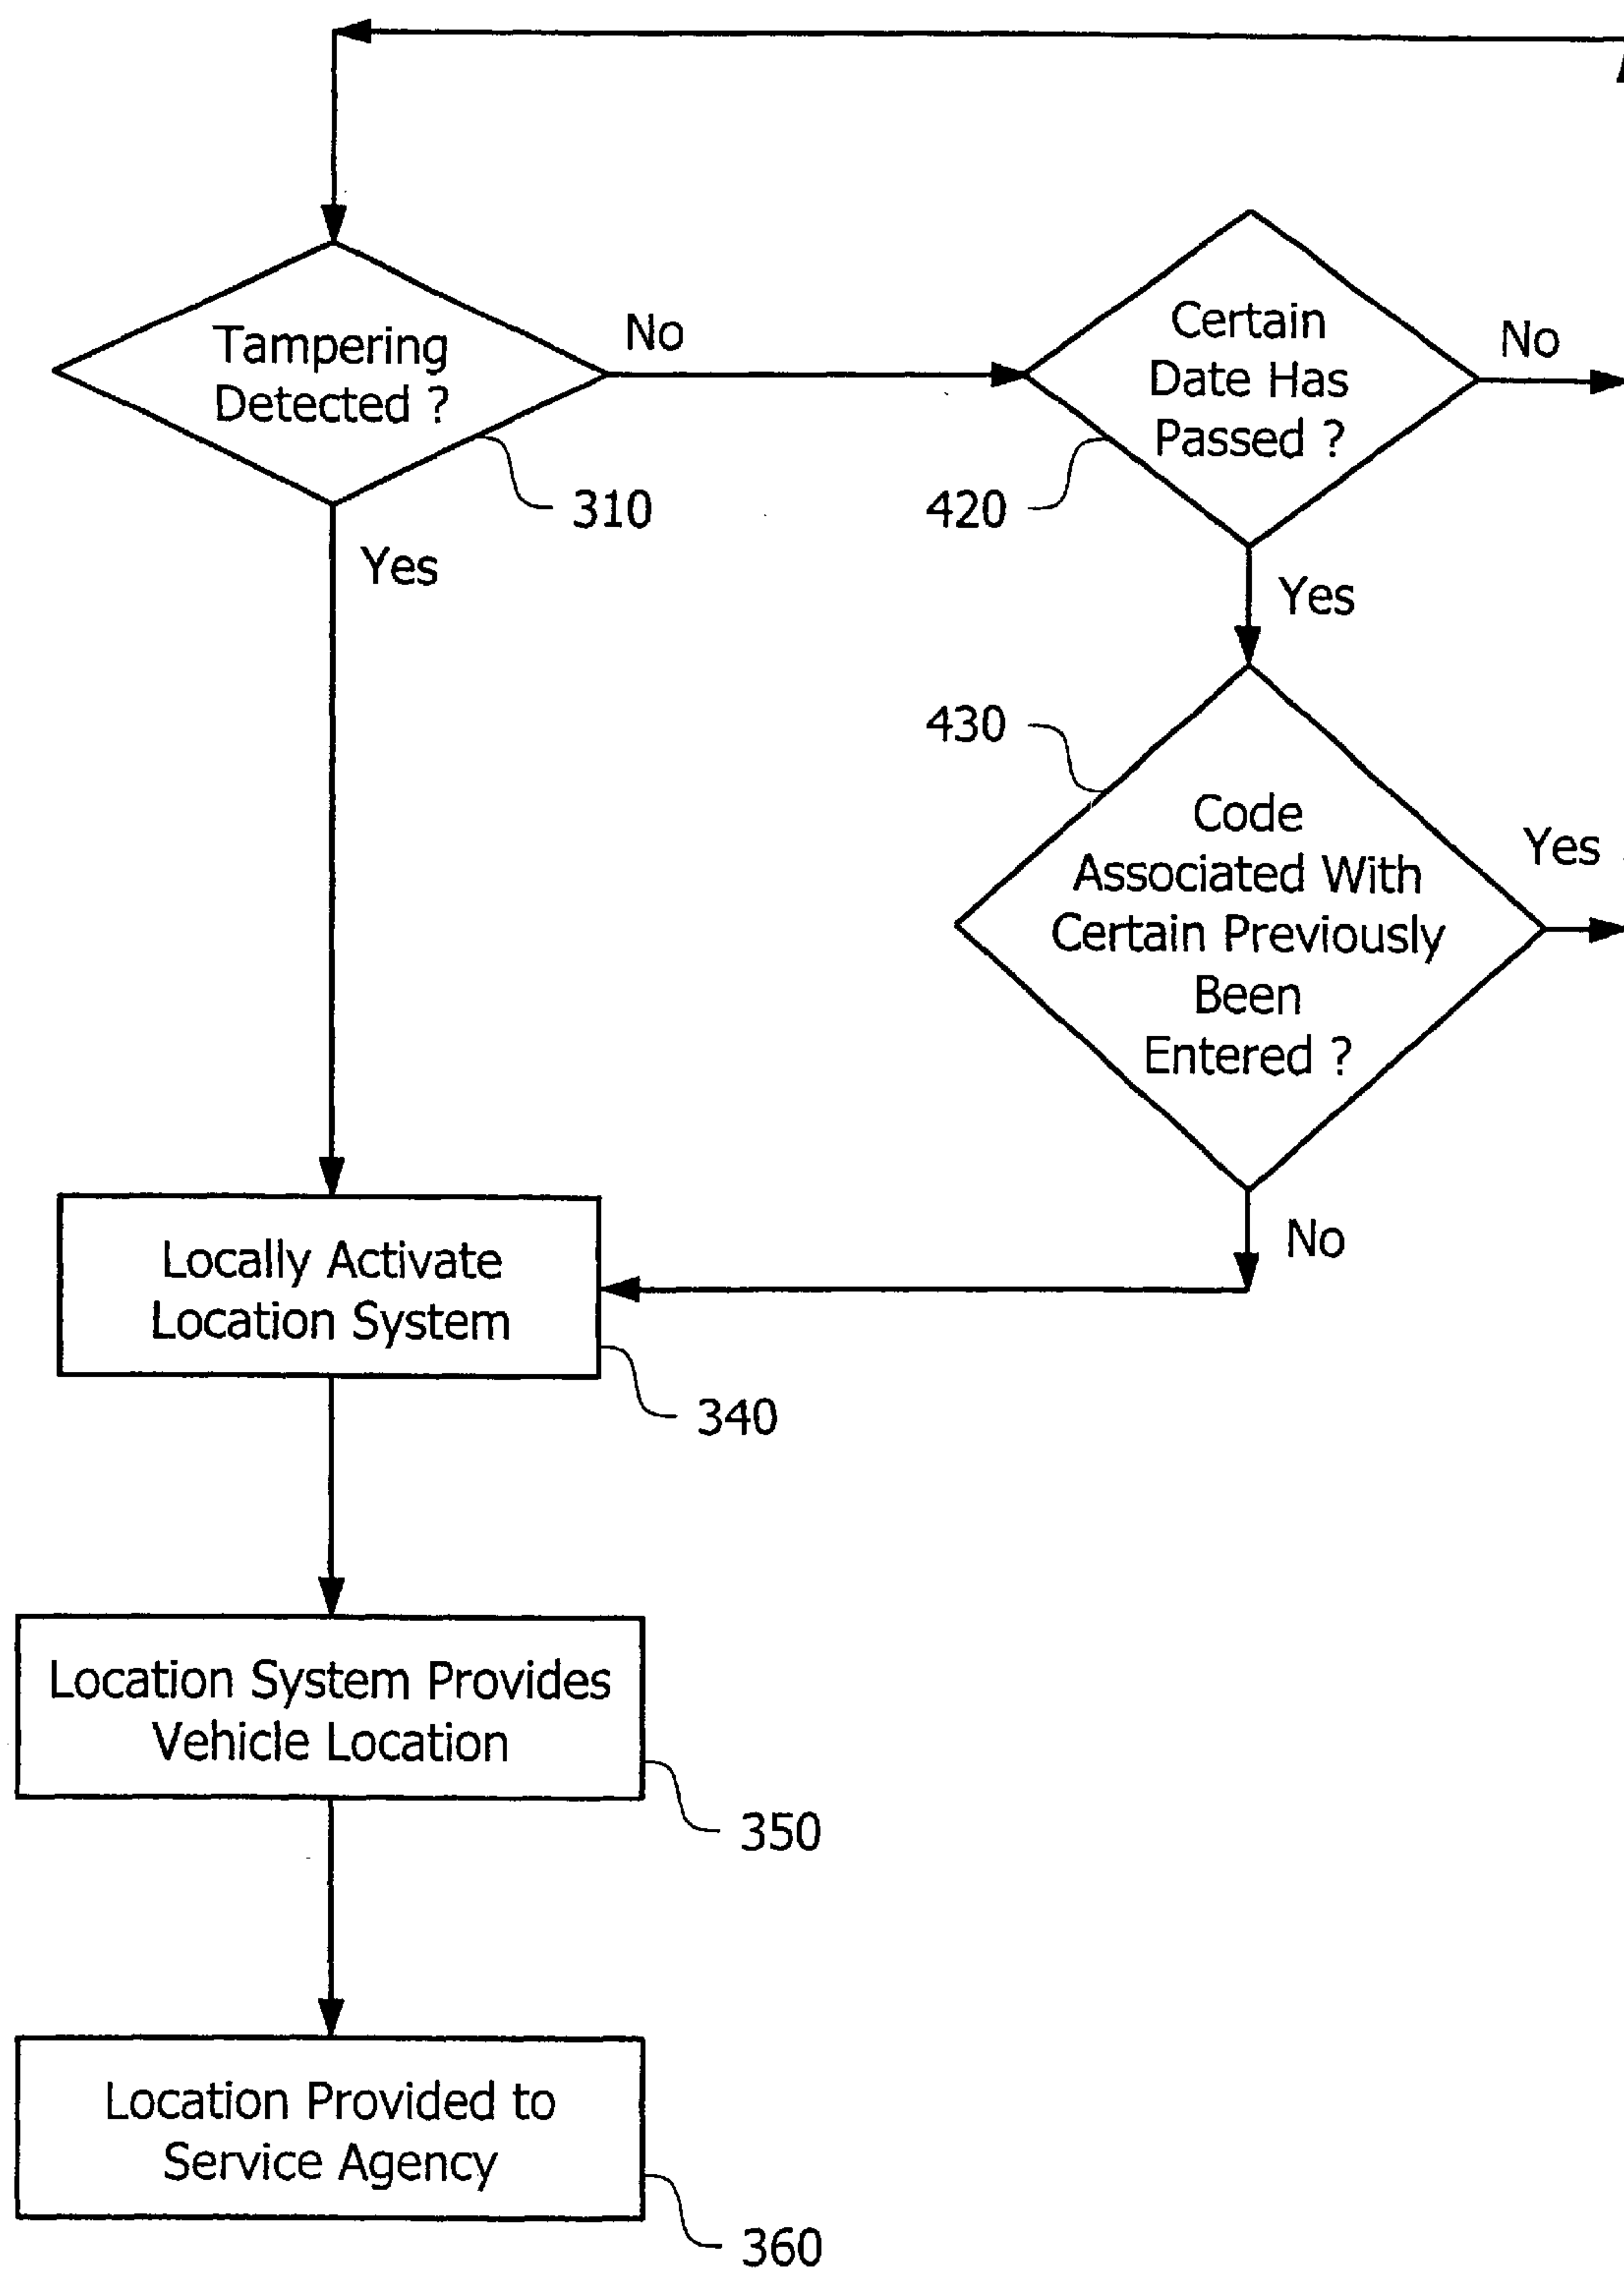 Tampering
Detected ?
No
310
Yes
Certain
Date Has
Passed ?
No
420
Yes
430
Code
Associated With
Certain Previously
Been
Entered ?
Yes
No
Locally Activate
Location System
340
Location System Provides
Vehicle Location
350
Location Provided to
Service Agency
360